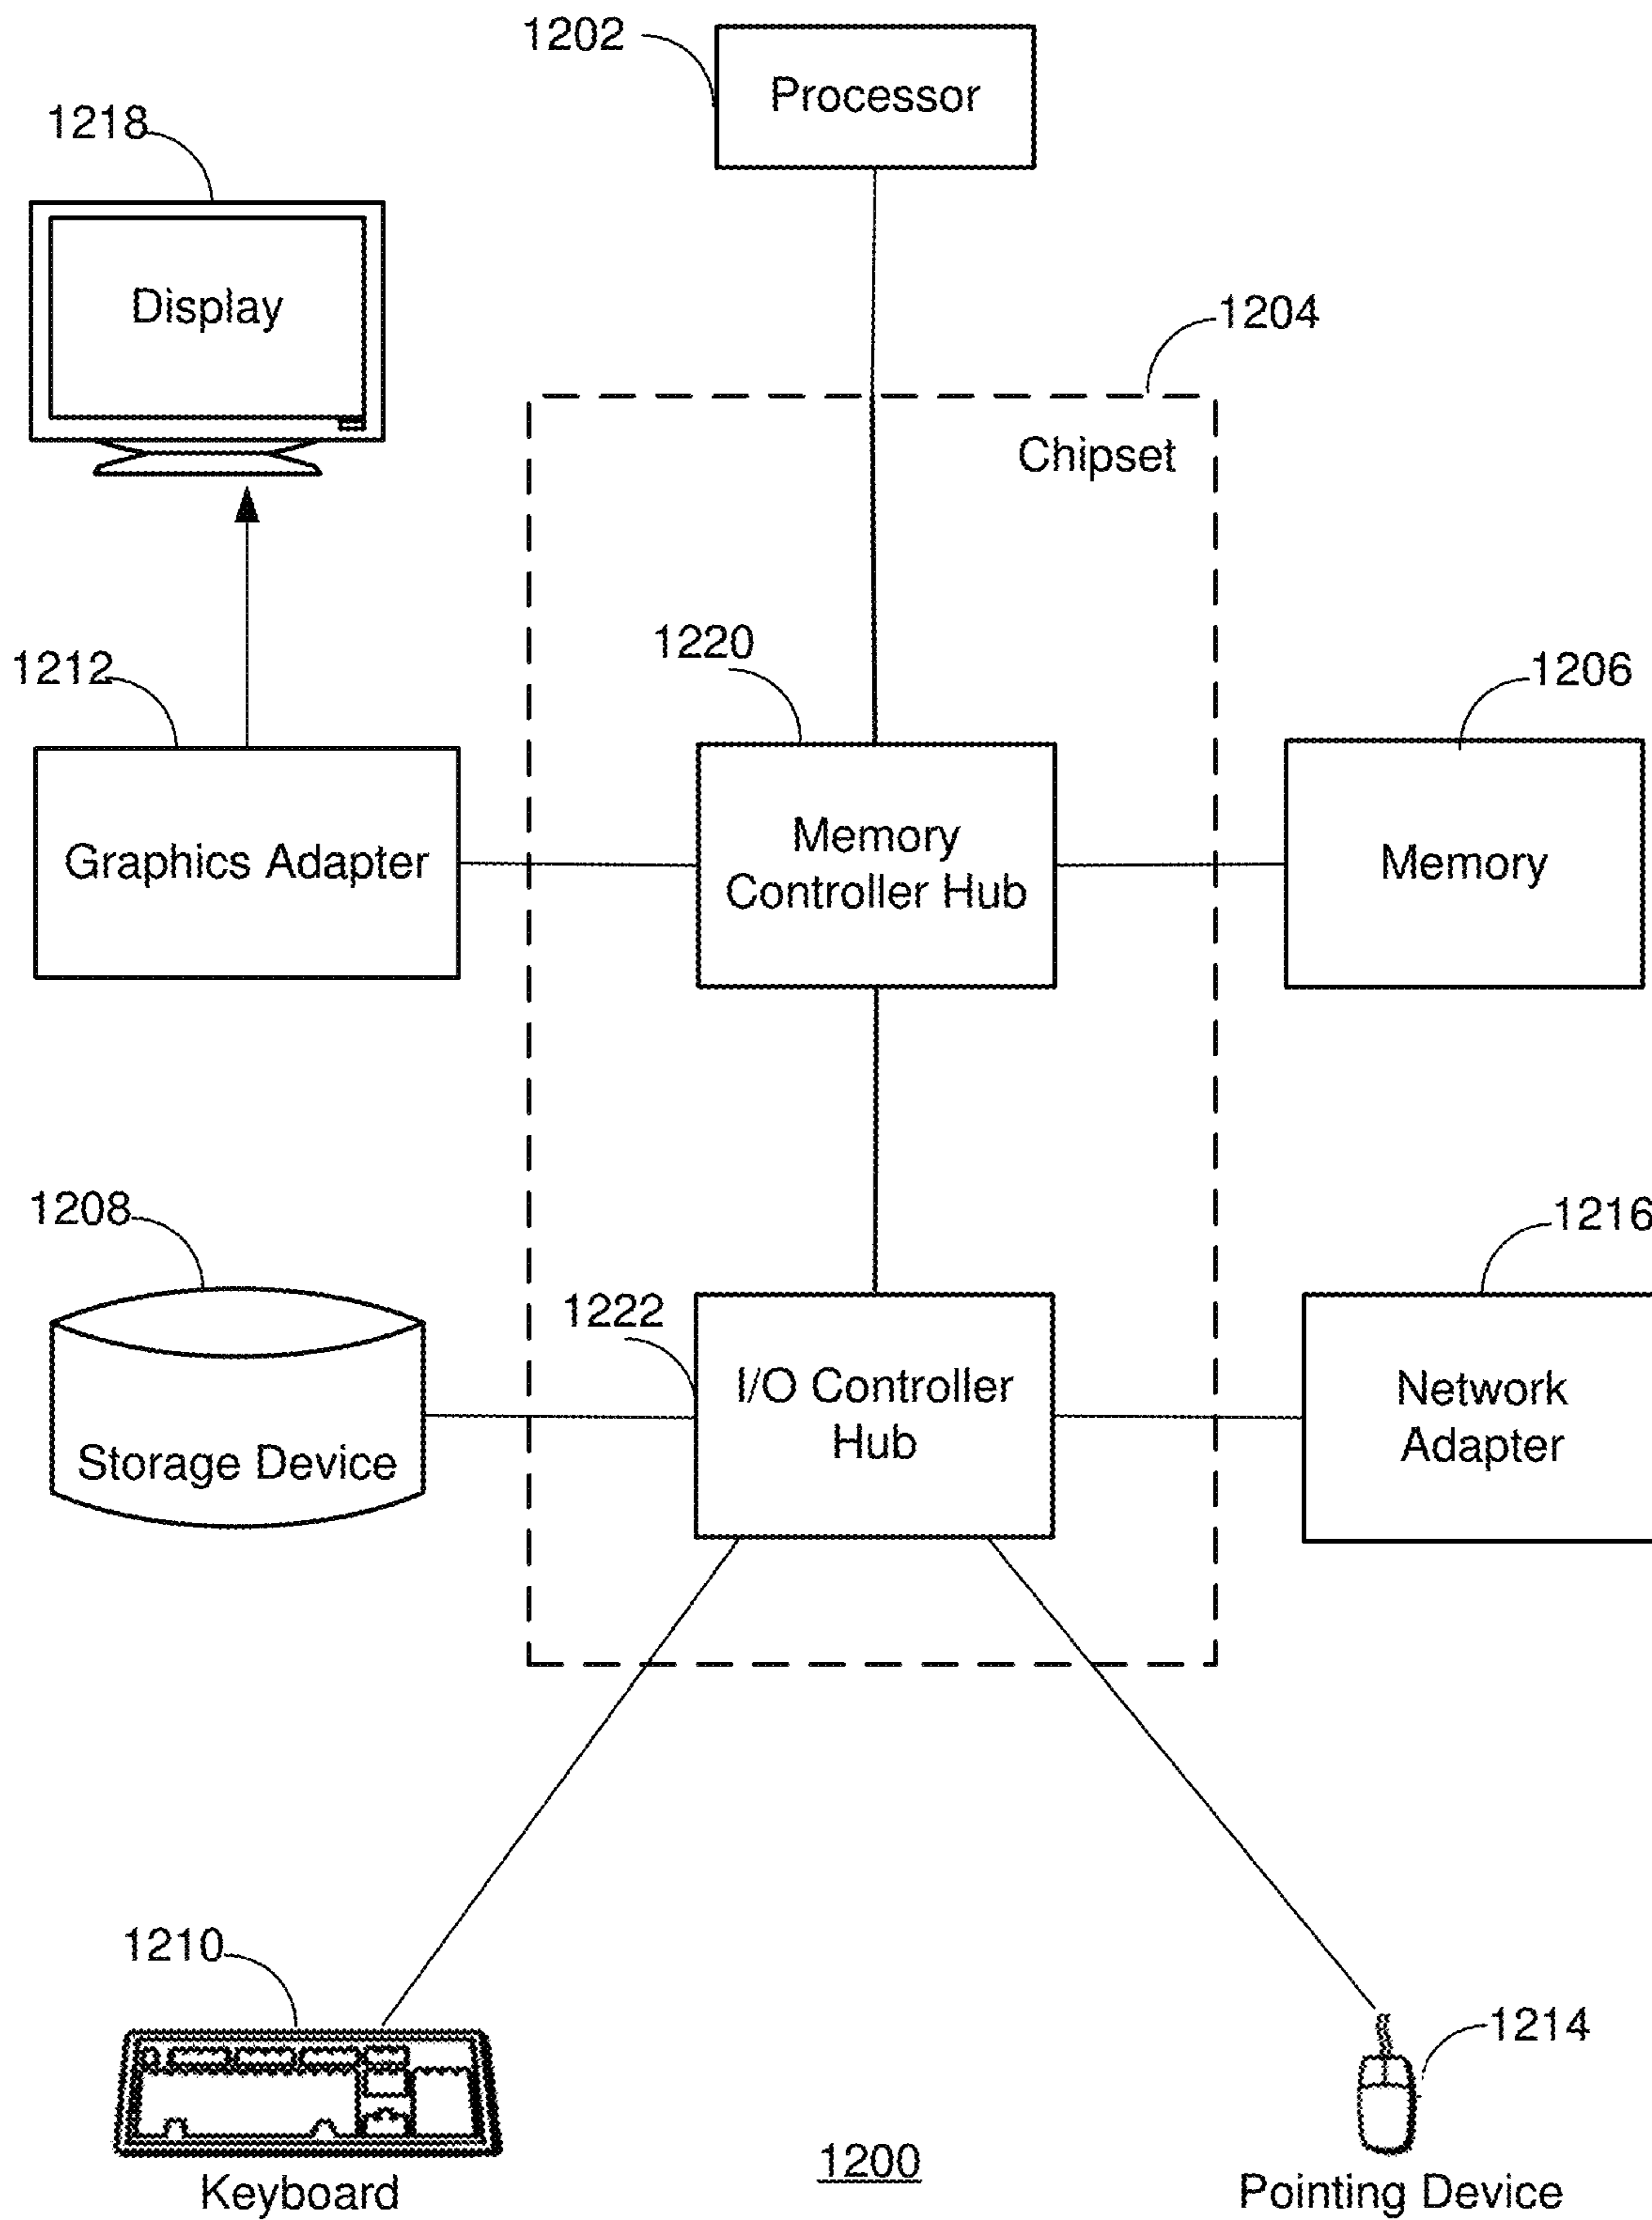 1202
Processor
1218
Display
1204
Chipset
1220
1212
1206
Graphics Adapter
Memory
Controller Hub
Memory
1208
1216
1222
Storage Device
I/O Controller
Hub
Network
Adapter
1210
1214
Keyboard
1200
Pointing Device